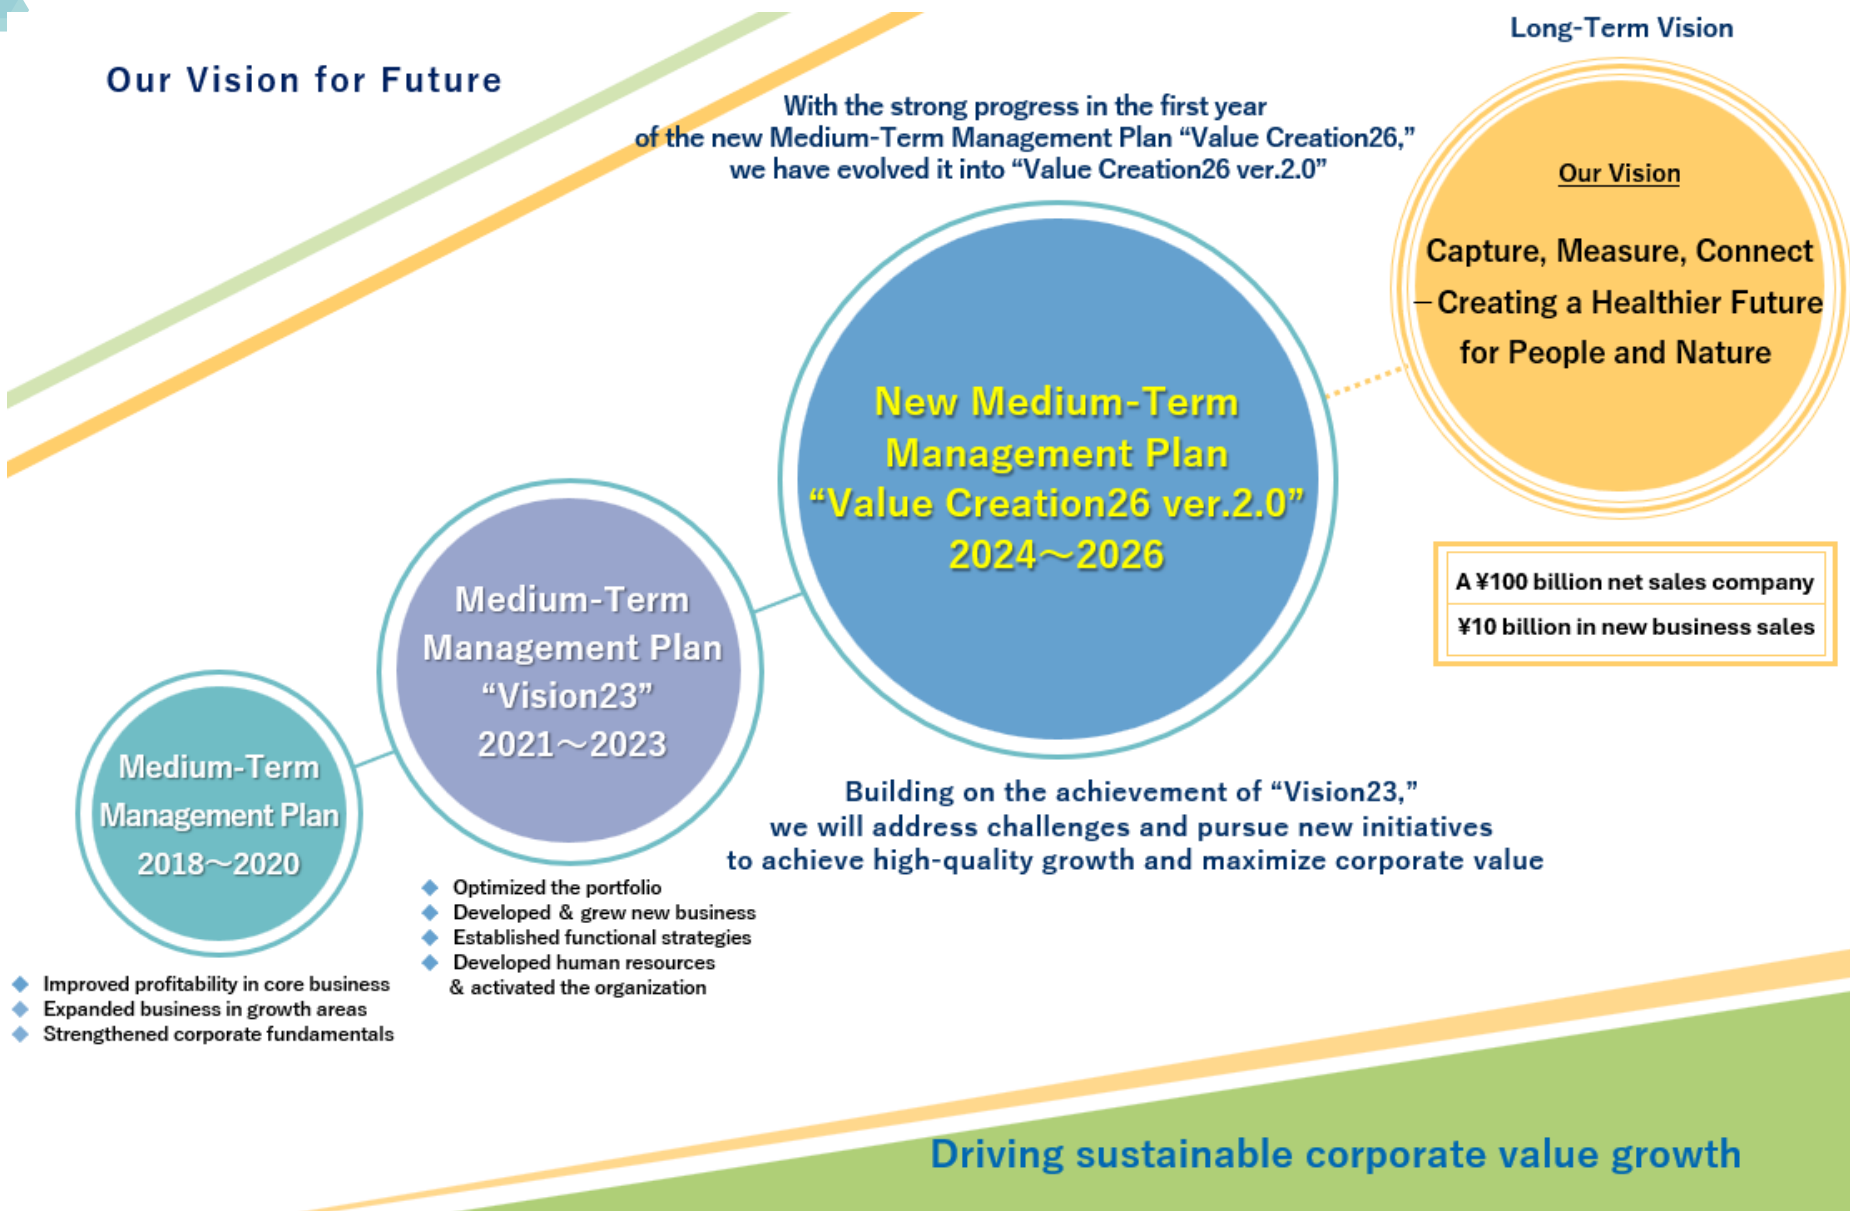 Our Vision for Future
With the strong progress in the first year
of the new Medium-Term Management Plan “Value Creation26,”
we have evolved it into “Value Creation26 ver.2.0”
Long-Term Vision
Our Vision
Capture, Measure, Connect
–Creating a Healthier Future
for People and Nature
A ¥100 billion net sales company
¥10 billion in new business sales
New Medium-Term
Management Plan
“Value Creation26 ver.2.0”
2024～2026
Building on the achievement of “Vision23,”
we will address challenges and pursue new initiatives
to achieve high-quality growth and maximize corporate value
Medium-Term
Management Plan
“Vision23”
2021～2023
◆ Optimized the portfolio
◆ Developed & grew new business
◆ Established functional strategies
◆ Developed human resources
& activated the organization
Medium-Term
Management Plan
2018～2020
◆ Improved profitability in core business
◆ Expanded business in growth areas
◆ Strengthened corporate fundamentals
Driving sustainable corporate value growth